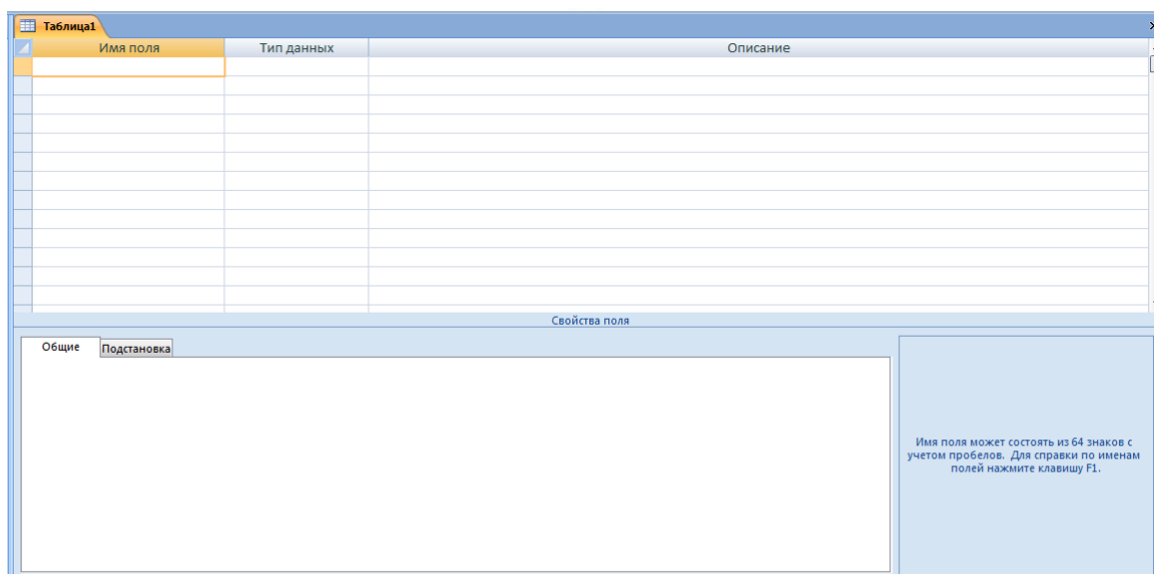 Таблица1
Имя поля Тип данных Описание
Свойства поля
Общие Подстановка
Имя поля может состоять из 64 знаков с
учетом пробелов. Для справки по именам
полей нажмите клавишу F1.